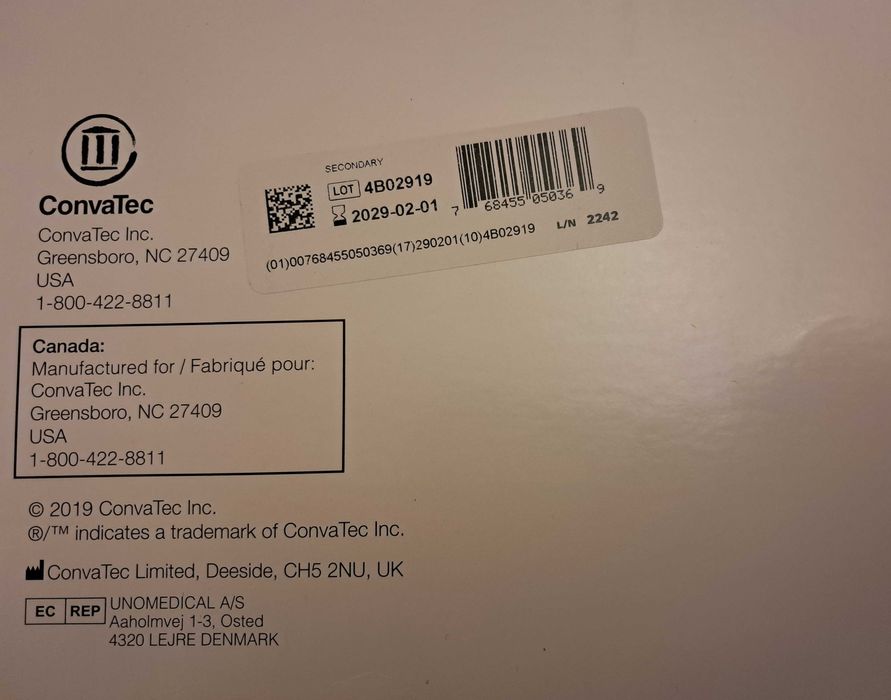 ConvaTec
ConvaTec Inc.
Greensboro, NC 27409
USA
1-800-422-8811
SECONDARY
LOT 4B02919
2029-02-01
7 68455 05036 9
(01)00768455050369(17)290201(10)4B02919 L/N 2242
Canada:
Manufactured for / Fabriqué pour:
ConvaTec Inc.
Greensboro, NC 27409
USA
1-800-422-8811
© 2019 ConvaTec Inc.
®/™ indicates a trademark of ConvaTec Inc.
ConvaTec Limited, Deeside, CH5 2NU, UK
EC REP UNOMEDICAL A/S
Aaholmvej 1-3, Osted
4320 LEJRE DENMARK